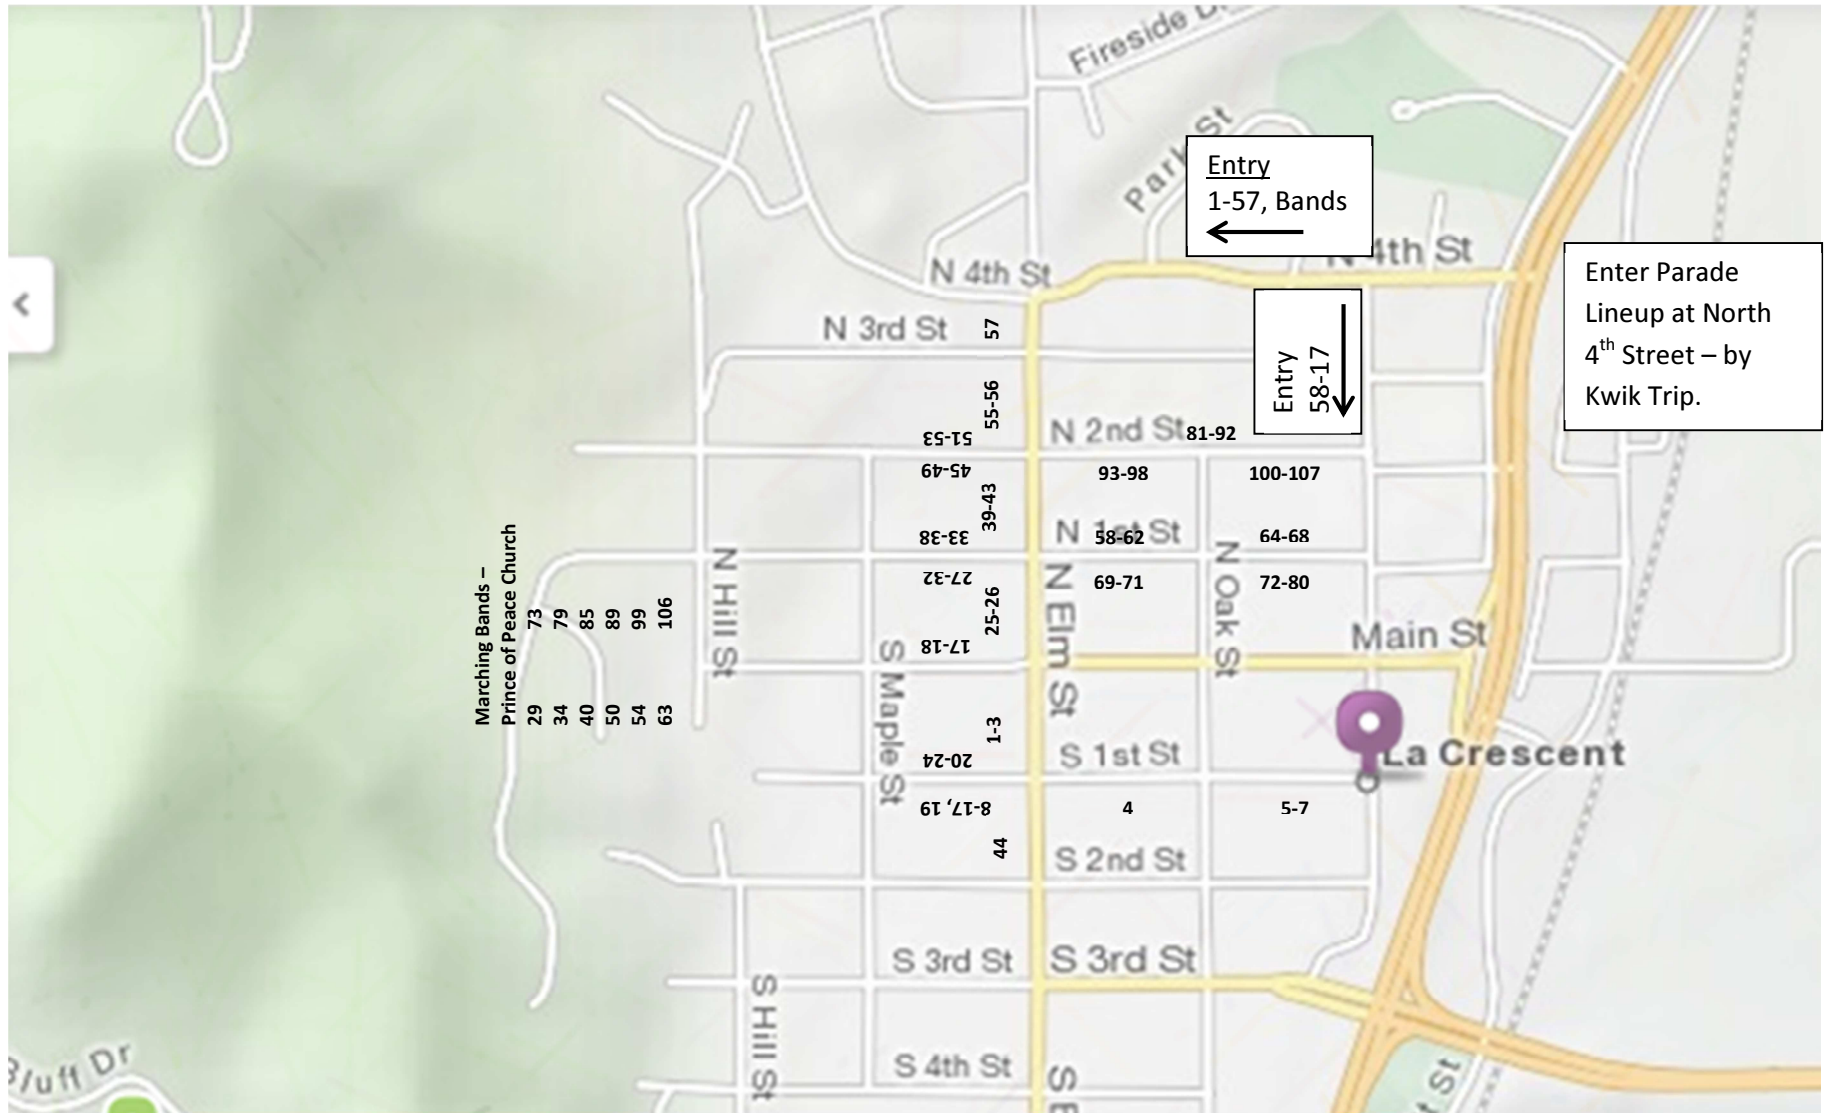 Fireside D
Park St
Entry
1-57, Bands
N 4th St
N 4th St
Enter Parade
Lineup at North
4th Street – by
Kwik Trip.
N 3rd St
57
Entry
58-17
55-56
51-53
N 2nd St
81-92
45-49
93-98
100-107
39-43
33-38
N 1st St
58-62
64-68
27-32
69-71
72-80
N Hill St
N Elm St
N Oak St
Marching Bands –
Prince of Peace Church
73
79
85
89
99
106
29
34
40
50
54
63
25-26
17-18
Main St
S Maple St
1-3
20-24
S 1st St
La Crescent
8-17, 19
4
5-7
44
S 2nd St
S 3rd St
S 3rd St
S Hill St
S 4th St
S E
Bluff Dr
t St